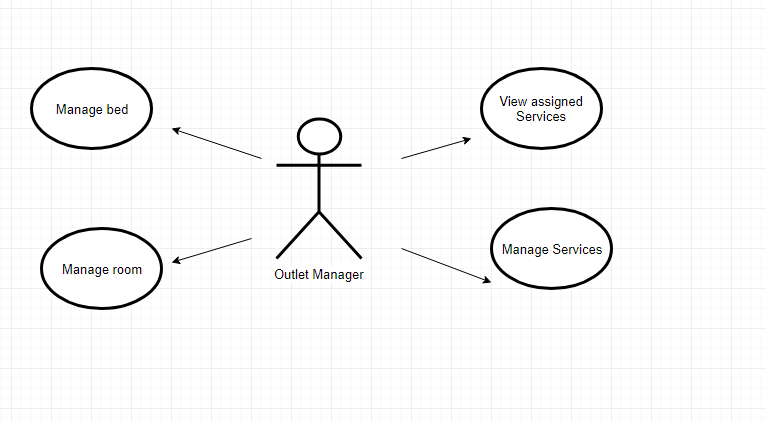 Manage bed
View assigned
Services
Manage room
Manage Services
Outlet Manager